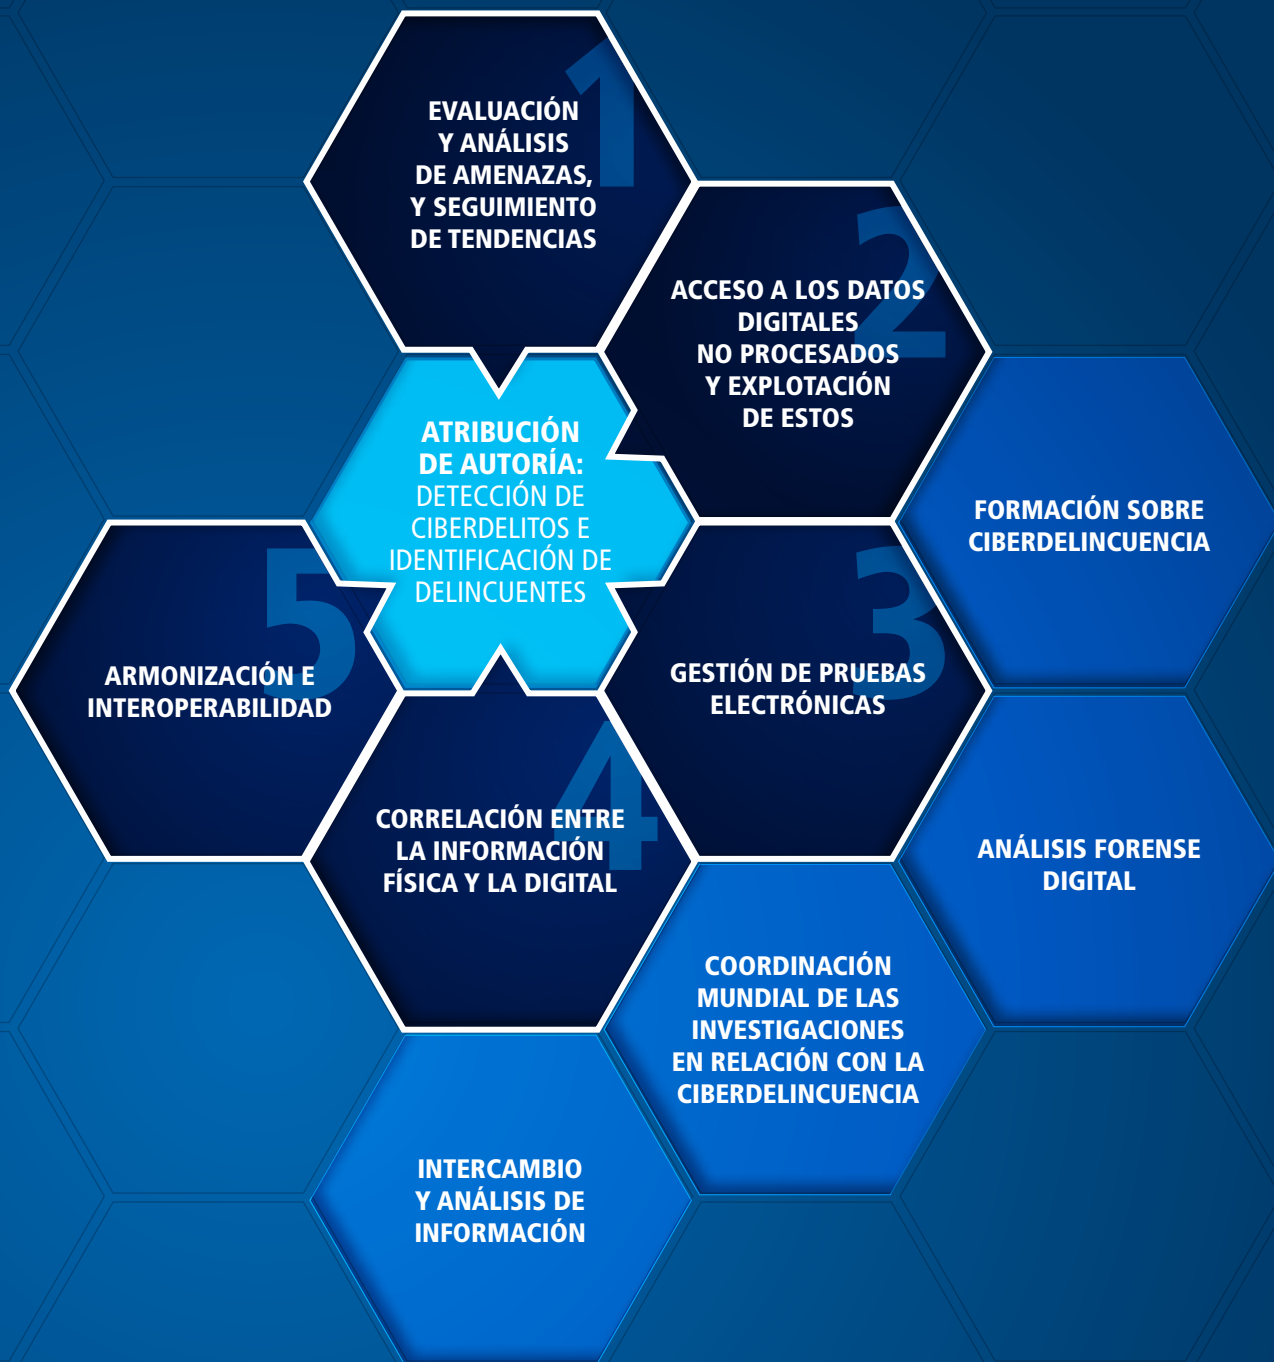 1
EVALUACIÓN
Y ANÁLISIS
DE AMENAZAS,
Y SEGUIMIENTO
DE TENDENCIAS
2
ACCESO A LOS DATOS
DIGITALES
NO PROCESADOS
Y EXPLOTACIÓN
DE ESTOS
ATRIBUCIÓN
DE AUTORÍA:
DETECCIÓN DE
CIBERDELITOS E
IDENTIFICACIÓN DE
DELINCUENTES
FORMACIÓN SOBRE
CIBERDELINCUENCIA
3
GESTIÓN DE PRUEBAS
ELECTRÓNICAS
5
ARMONIZACIÓN E
INTEROPERABILIDAD
4
CORRELACIÓN ENTRE
LA INFORMACIÓN
FÍSICA Y LA DIGITAL
ANÁLISIS FORENSE
DIGITAL
COORDINACIÓN
MUNDIAL DE LAS
INVESTIGACIONES
EN RELACIÓN CON LA
CIBERDELINCUENCIA
INTERCAMBIO
Y ANÁLISIS DE
INFORMACIÓN